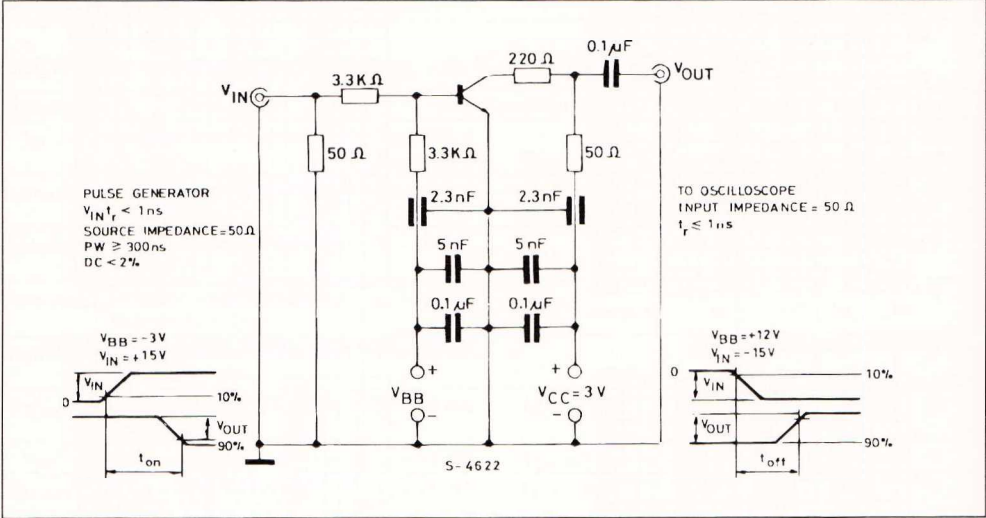 0.1μF
220 Ω
VOUT
VIN
3.3K Ω
50 Ω
3.3K Ω
50 Ω
PULSE GENERATOR
VIN tr < 1ns
SOURCE IMPEDANCE=50Ω
PW ≥ 300ns
DC < 2%
2.3nF
2.3nF
TO OSCILLOSCOPE
INPUT IMPEDANCE = 50 Ω
tr ≤ 1ns
5 nF
5 nF
0.1μF
0.1μF
VBB = -3V
VIN = +15V
VIN
0
10%
VOUT
90%
ton
+
VBB
-
+
VCC = 3V
-
VBB = +12V
VIN = -15V
0
VIN
10%
VOUT
90%
toff
S-4622